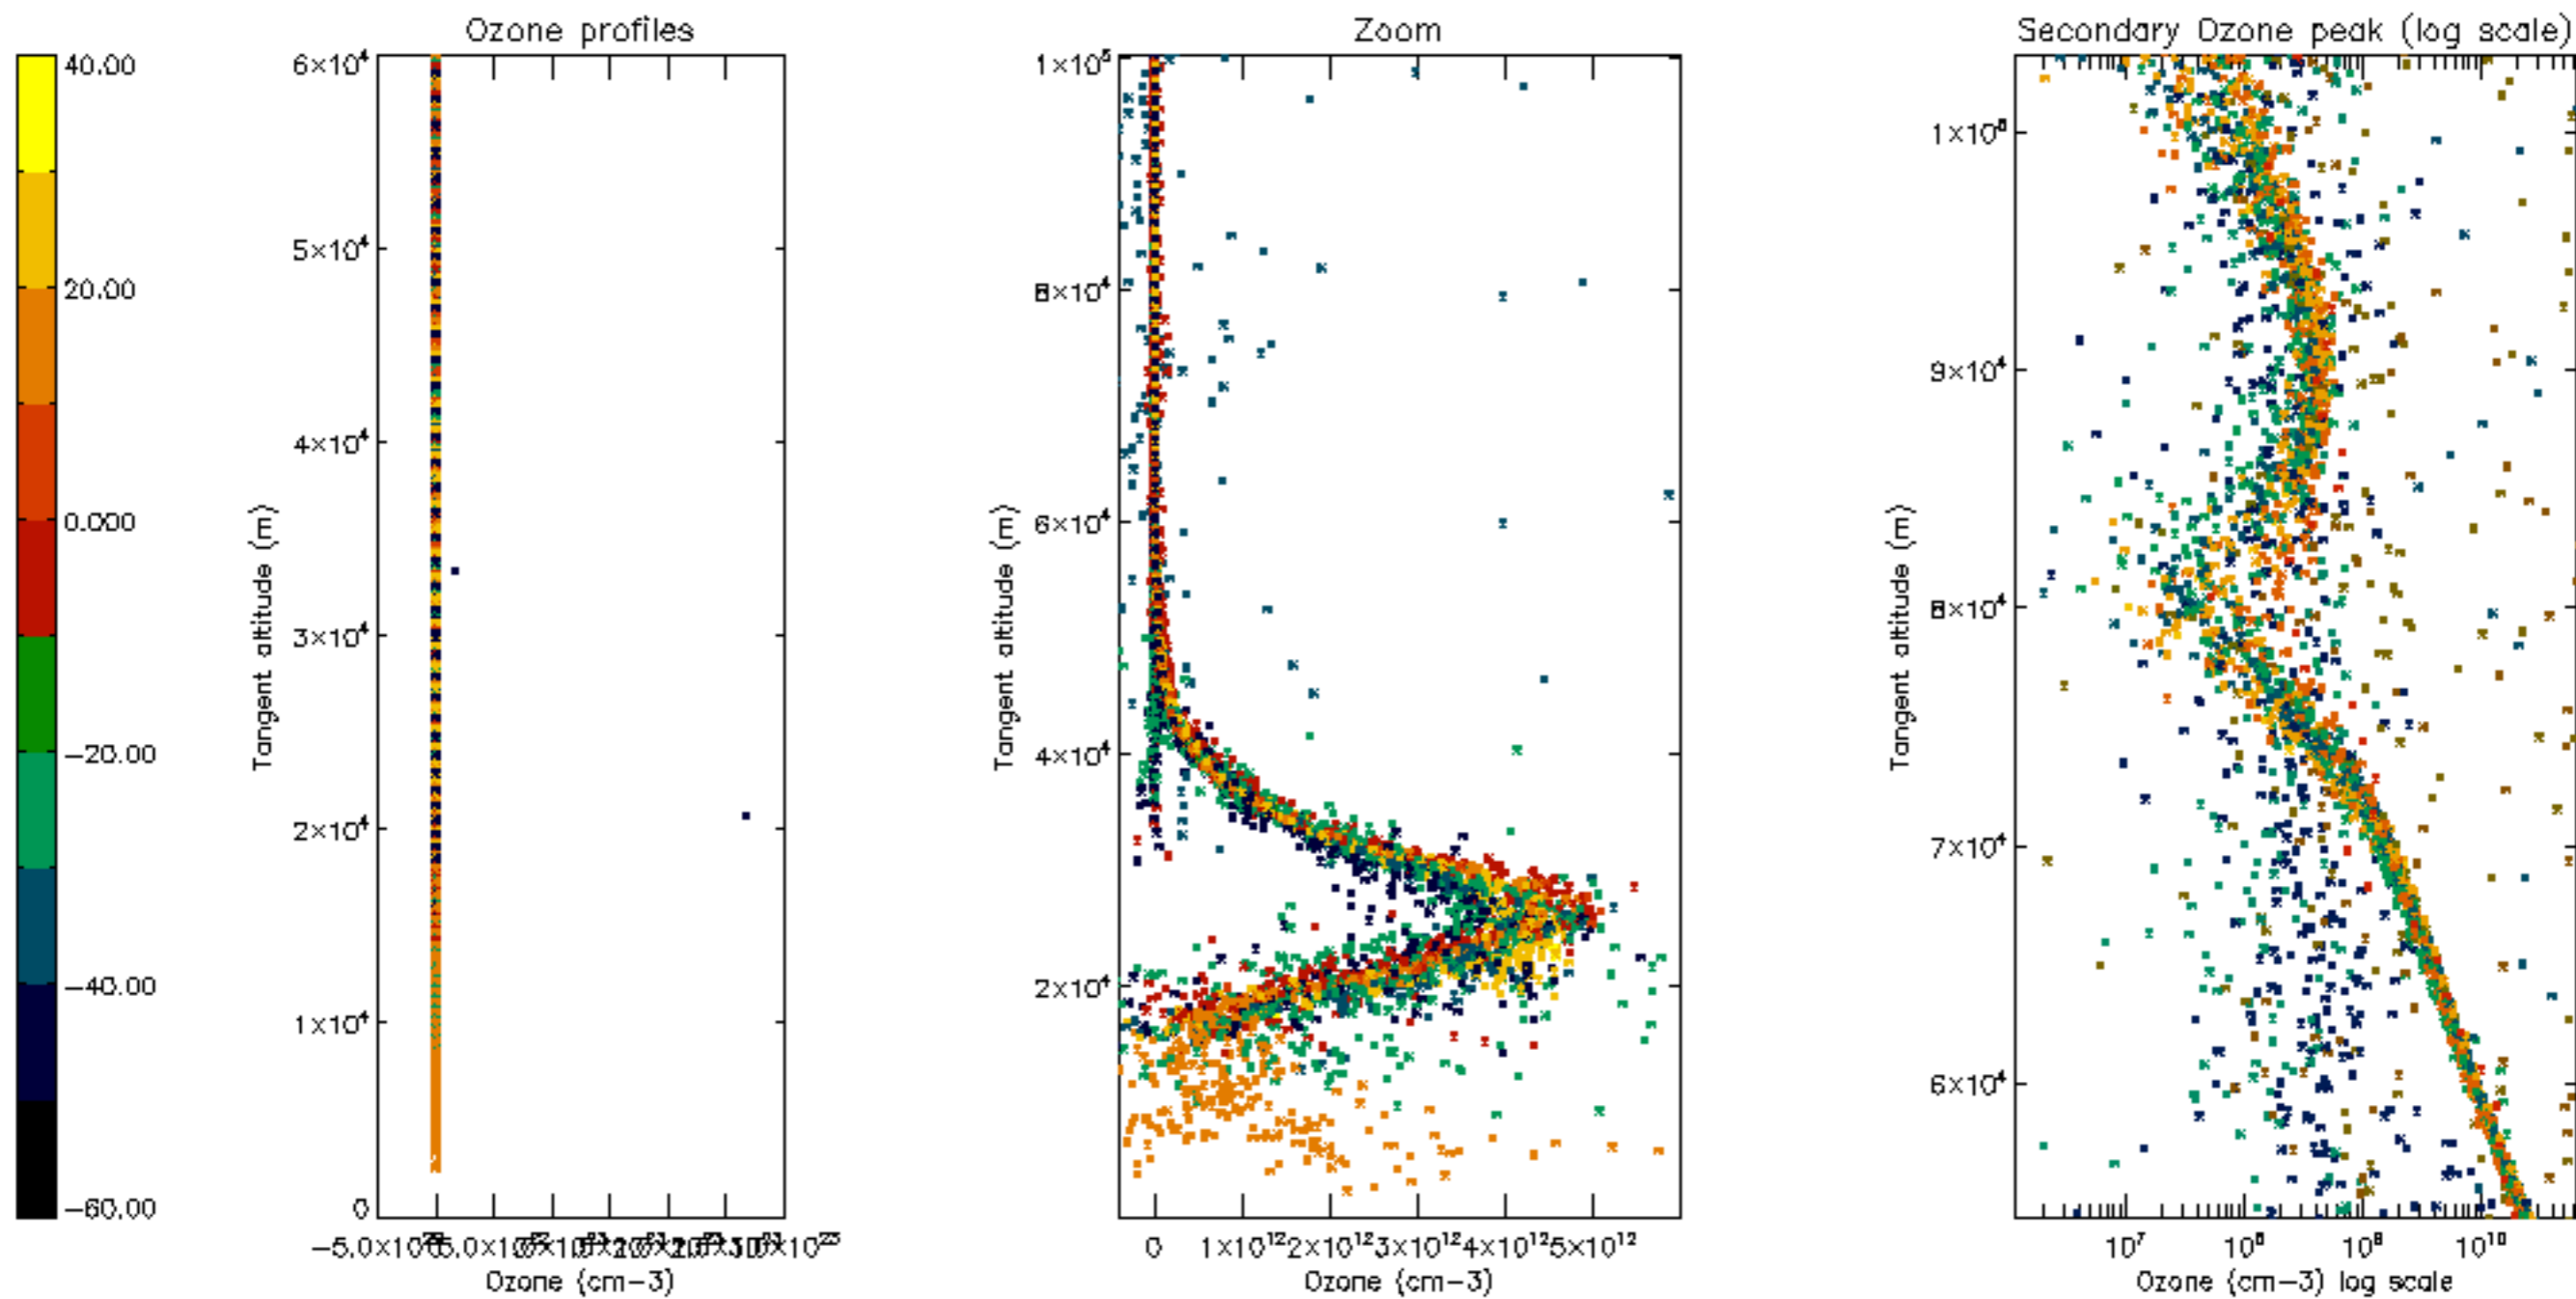 Ozone profiles
Zoom
Secondary Ozone peak (log scale)
40.00
20.00
0.000
−20.00
−40.00
−60.00
6×10⁴
5×10⁴
4×10⁴
3×10⁴
2×10⁴
1×10⁴
0
Tangent altitude (m)
Ozone (cm−3)
1×10⁵
8×10⁴
6×10⁴
4×10⁴
2×10⁴
Tangent altitude (m)
0 1×10¹² 2×10¹² 3×10¹² 4×10¹² 5×10¹²
Ozone (cm−3)
9×10⁴
8×10⁴
7×10⁴
6×10⁴
Tangent altitude (m)
10⁷ 10⁸ 10⁹ 10¹⁰
Ozone (cm−3) log scale